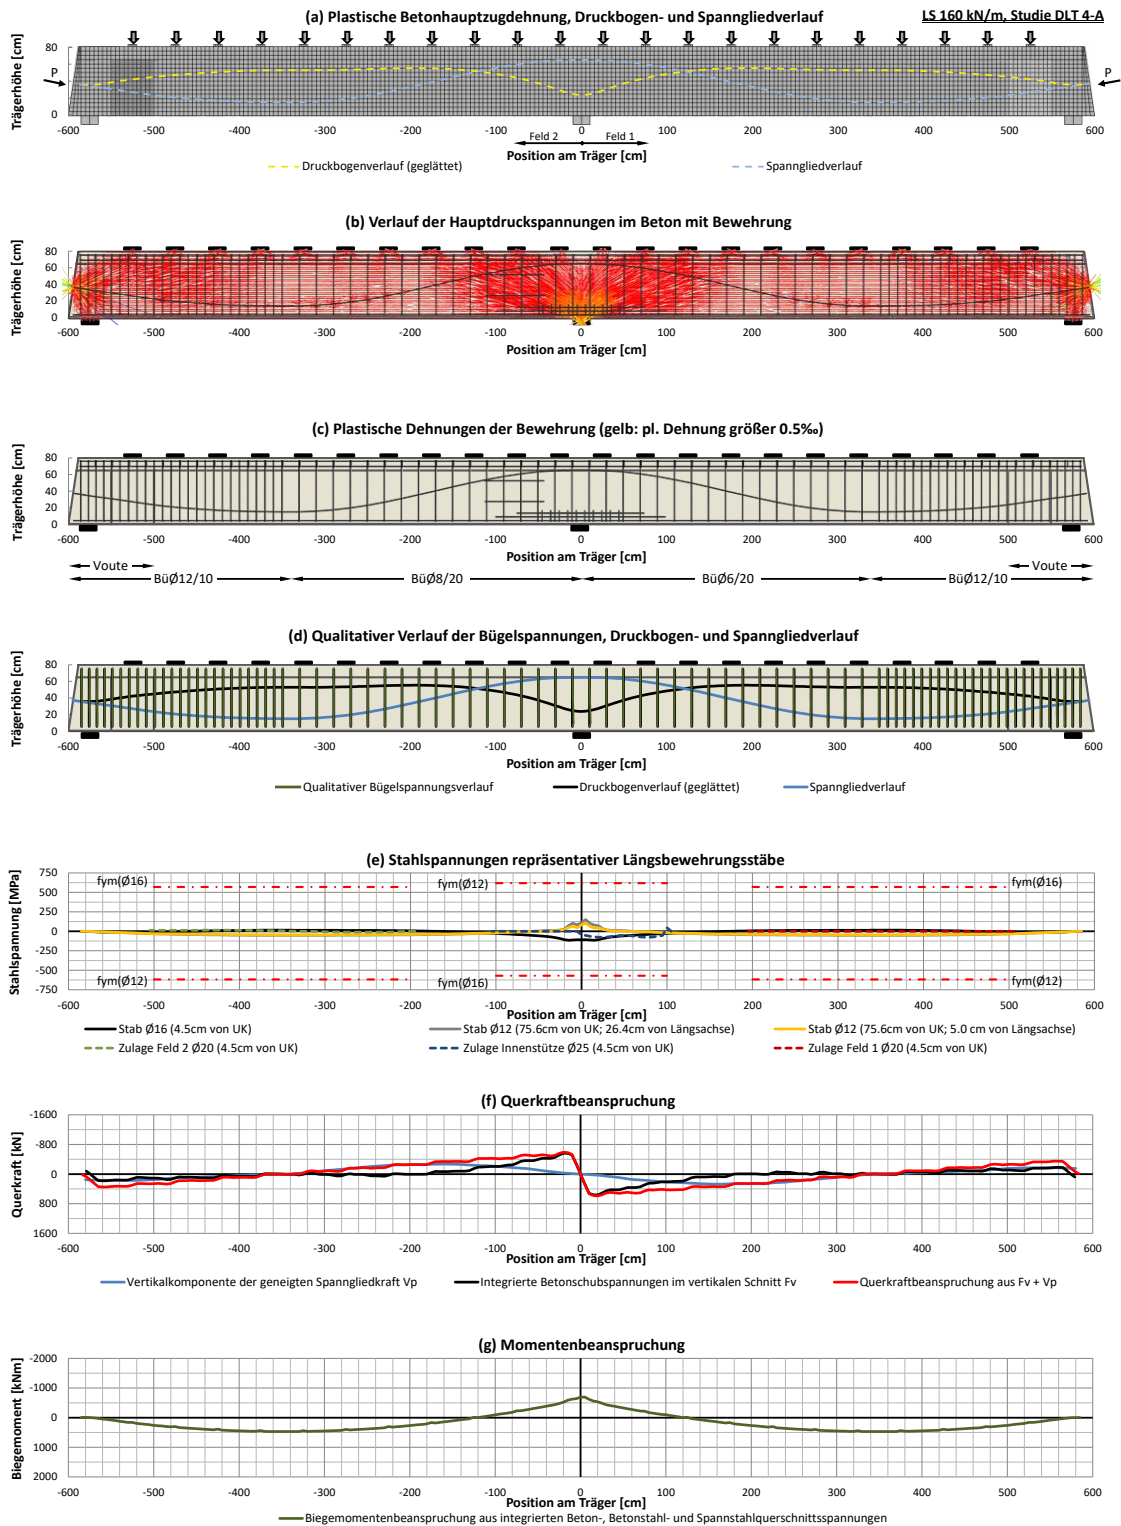 (a) Plastische Betonhauptzugdehnung, Druckbogen- und Spanngliedverlauf
LS 160 kN/m, Studie DLT 4-A
Trägerhöhe [cm]
80
40
0
P
P
-600 -500 -400 -300 -200 -100 0 100 200 300 400 500 600
Feld 2 Feld 1
Position am Träger [cm]
Druckbogenverlauf (geglättet) Spanngliedverlauf
(b) Verlauf der Hauptdruckspannungen im Beton mit Bewehrung
Trägerhöhe [cm]
80
60
40
20
0
-600 -500 -400 -300 -200 -100 0 100 200 300 400 500 600
Position am Träger [cm]
(c) Plastische Dehnungen der Bewehrung (gelb: pl. Dehnung größer 0.5‰)
Trägerhöhe [cm]
80
60
40
20
0
-600 -500 -400 -300 -200 -100 0 100 200 300 400 500 600
Position am Träger [cm]
Voute Voute
BüØ12/10 BüØ8/20 BüØ6/20 BüØ12/10
(d) Qualitativer Verlauf der Bügelspannungen, Druckbogen- und Spanngliedverlauf
Trägerhöhe [cm]
80
60
40
20
0
-600 -500 -400 -300 -200 -100 0 100 200 300 400 500 600
Position am Träger [cm]
Qualitativer Bügelspannungsverlauf Druckbogenverlauf (geglättet) Spanngliedverlauf
(e) Stahlspannungen repräsentativer Längsbewehrungsstäbe
Stahlspannung [MPa]
750
500
250
0
-250
-500
-750
fym(Ø16) fym(Ø12) fym(Ø16)
fym(Ø12) fym(Ø16) fym(Ø12)
-600 -500 -400 -300 -200 -100 0 100 200 300 400 500 600
Position am Träger [cm]
Stab Ø16 (4.5cm von UK) Stab Ø12 (75.6cm von UK; 26.4cm von Längsachse) Stab Ø12 (75.6cm von UK; 5.0 cm von Längsachse)
Zulage Feld 2 Ø20 (4.5cm von UK) Zulage Innenstütze Ø25 (4.5cm von UK) Zulage Feld 1 Ø20 (4.5cm von UK)
(f) Querkraftbeanspruchung
Querkraft [kN]
-1600
-800
0
800
1600
-600 -500 -400 -300 -200 -100 0 100 200 300 400 500 600
Position am Träger [cm]
Vertikalkomponente der geneigten Spanngliedkraft Vp Integrierte Betonschubspannungen im vertikalen Schnitt Fv Querkraftbeanspruchung aus Fv + Vp
(g) Momentenbeanspruchung
Biegemoment [kNm]
-2000
-1000
0
1000
2000
-600 -500 -400 -300 -200 -100 0 100 200 300 400 500 600
Position am Träger [cm]
Biegemomentenbeanspruchung aus integrierten Beton-, Betonstahl- und Spannstahlquerschnittsspannungen